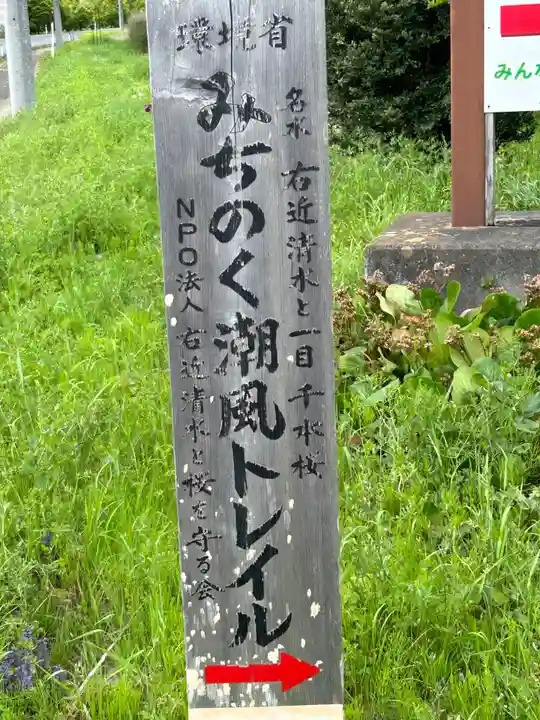 環境省
名水 右近清水と一目千本桜
みちのく潮風トレイル
NPO法人 右近清水と桜を守る会
みん